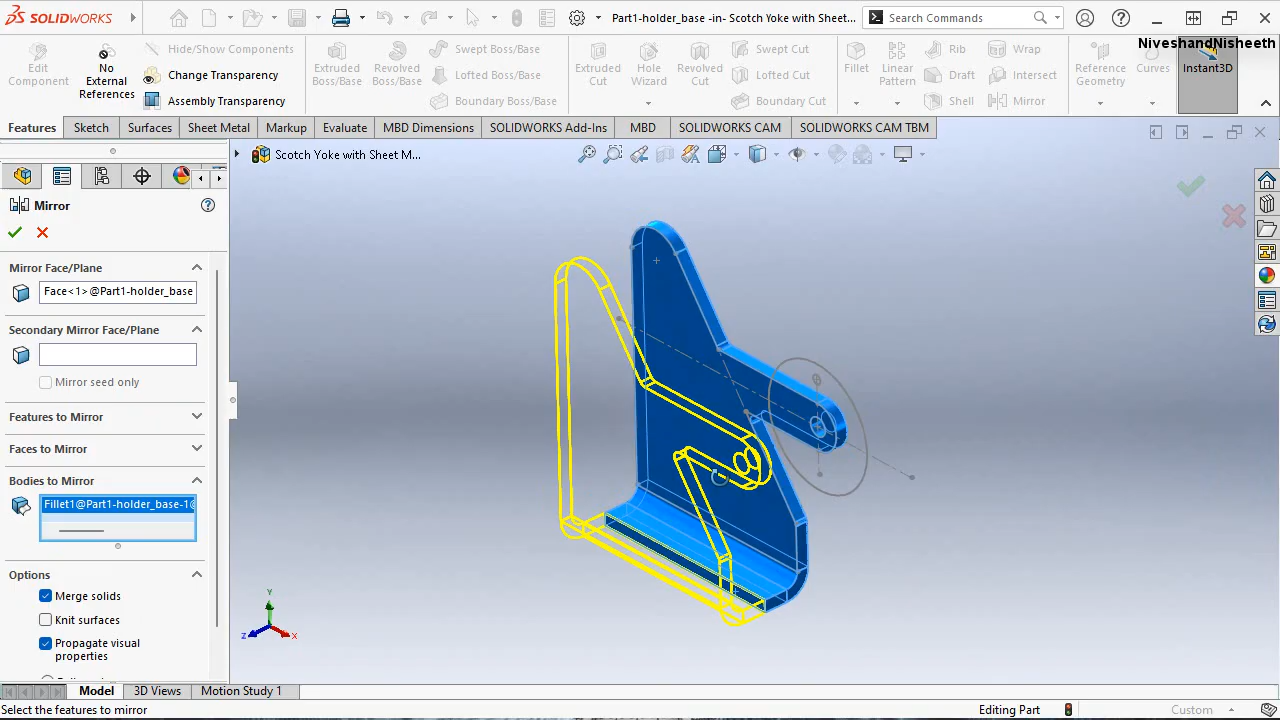 SOLIDWORKS
Part1-holder_base -in- Scotch Yoke with Sheet...
Search Commands
NiveshandNisheeth
Edit Component
No External References
Hide/Show Components
Change Transparency
Assembly Transparency
Extruded Boss/Base
Revolved Boss/Base
Swept Boss/Base
Lofted Boss/Base
Boundary Boss/Base
Extruded Cut
Hole Wizard
Revolved Cut
Swept Cut
Lofted Cut
Boundary Cut
Fillet
Linear Pattern
Rib
Draft
Shell
Wrap
Intersect
Mirror
Reference Geometry
Curves
Instant3D
Features
Sketch
Surfaces
Sheet Metal
Markup
Evaluate
MBD Dimensions
SOLIDWORKS Add-Ins
MBD
SOLIDWORKS CAM
SOLIDWORKS CAM TBM
Scotch Yoke with Sheet M...
Mirror
Mirror Face/Plane
Face<1>@Part1-holder_base
Secondary Mirror Face/Plane
Mirror seed only
Features to Mirror
Faces to Mirror
Bodies to Mirror
Fillet1@Part1-holder_base-1@
Options
Merge solids
Knit surfaces
Propagate visual
properties
Y
Z
X
Model
3D Views
Motion Study 1
Select the features to mirror
Editing Part
Custom